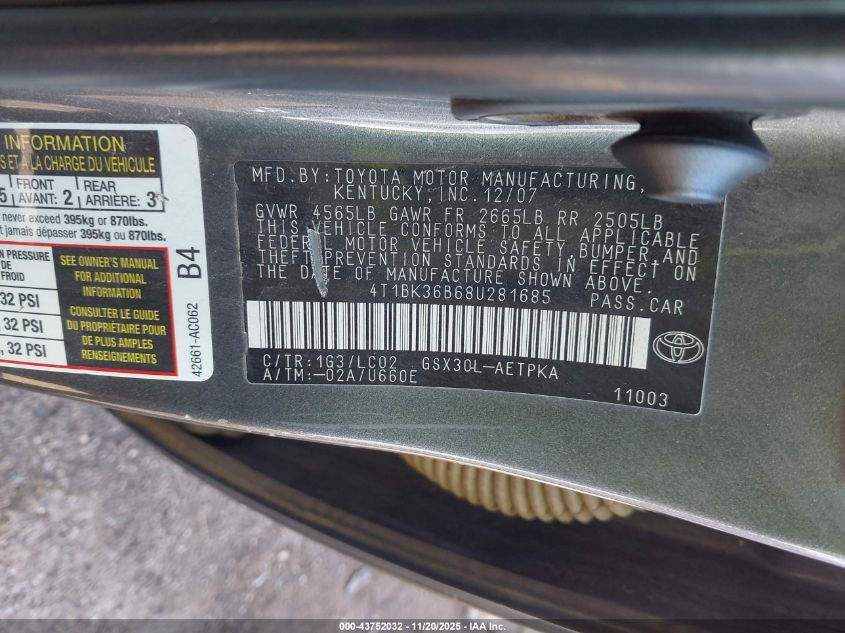 INFORMATION
S ET À LA CHARGE DU VÉHICULE
5 FRONT AVANT: 2 REAR ARRIÈRE: 3
never exceed 395kg or 870lbs.
t jamais dépasser 395kg ou 870lbs.
PRESSION
DE
FROID
32 PSI
, 32 PSI
, 32 PSI
SEE OWNER'S MANUAL
FOR ADDITIONAL
INFORMATION
CONSULTER LE GUIDE
DU PROPRIÉTAIRE
POUR DE PLUS
AMPLES
RENSEIGNEMENTS
B4
42661-AC062
MFD.BY:TOYOTA MOTOR MANUFACTURING,
KENTUCKY, INC. 12/07
GVWR 4565LB GAWR FR 2665LB RR 2505LB
THIS VEHICLE CONFORMS TO ALL APPLICABLE
FEDERAL MOTOR VEHICLE SAFETY, BUMPER, AND
THEFT PREVENTION STANDARDS IN EFFECT ON
THE DATE OF MANUFACTURE SHOWN ABOVE.
4T1BK36B68U281685 PASS.CAR
C/TR:1G3/LC02 GSX30L-AETPKA
A/TM:-02A/U660E
11003
000-43752032 - 11/20/2025 - IAA Inc.